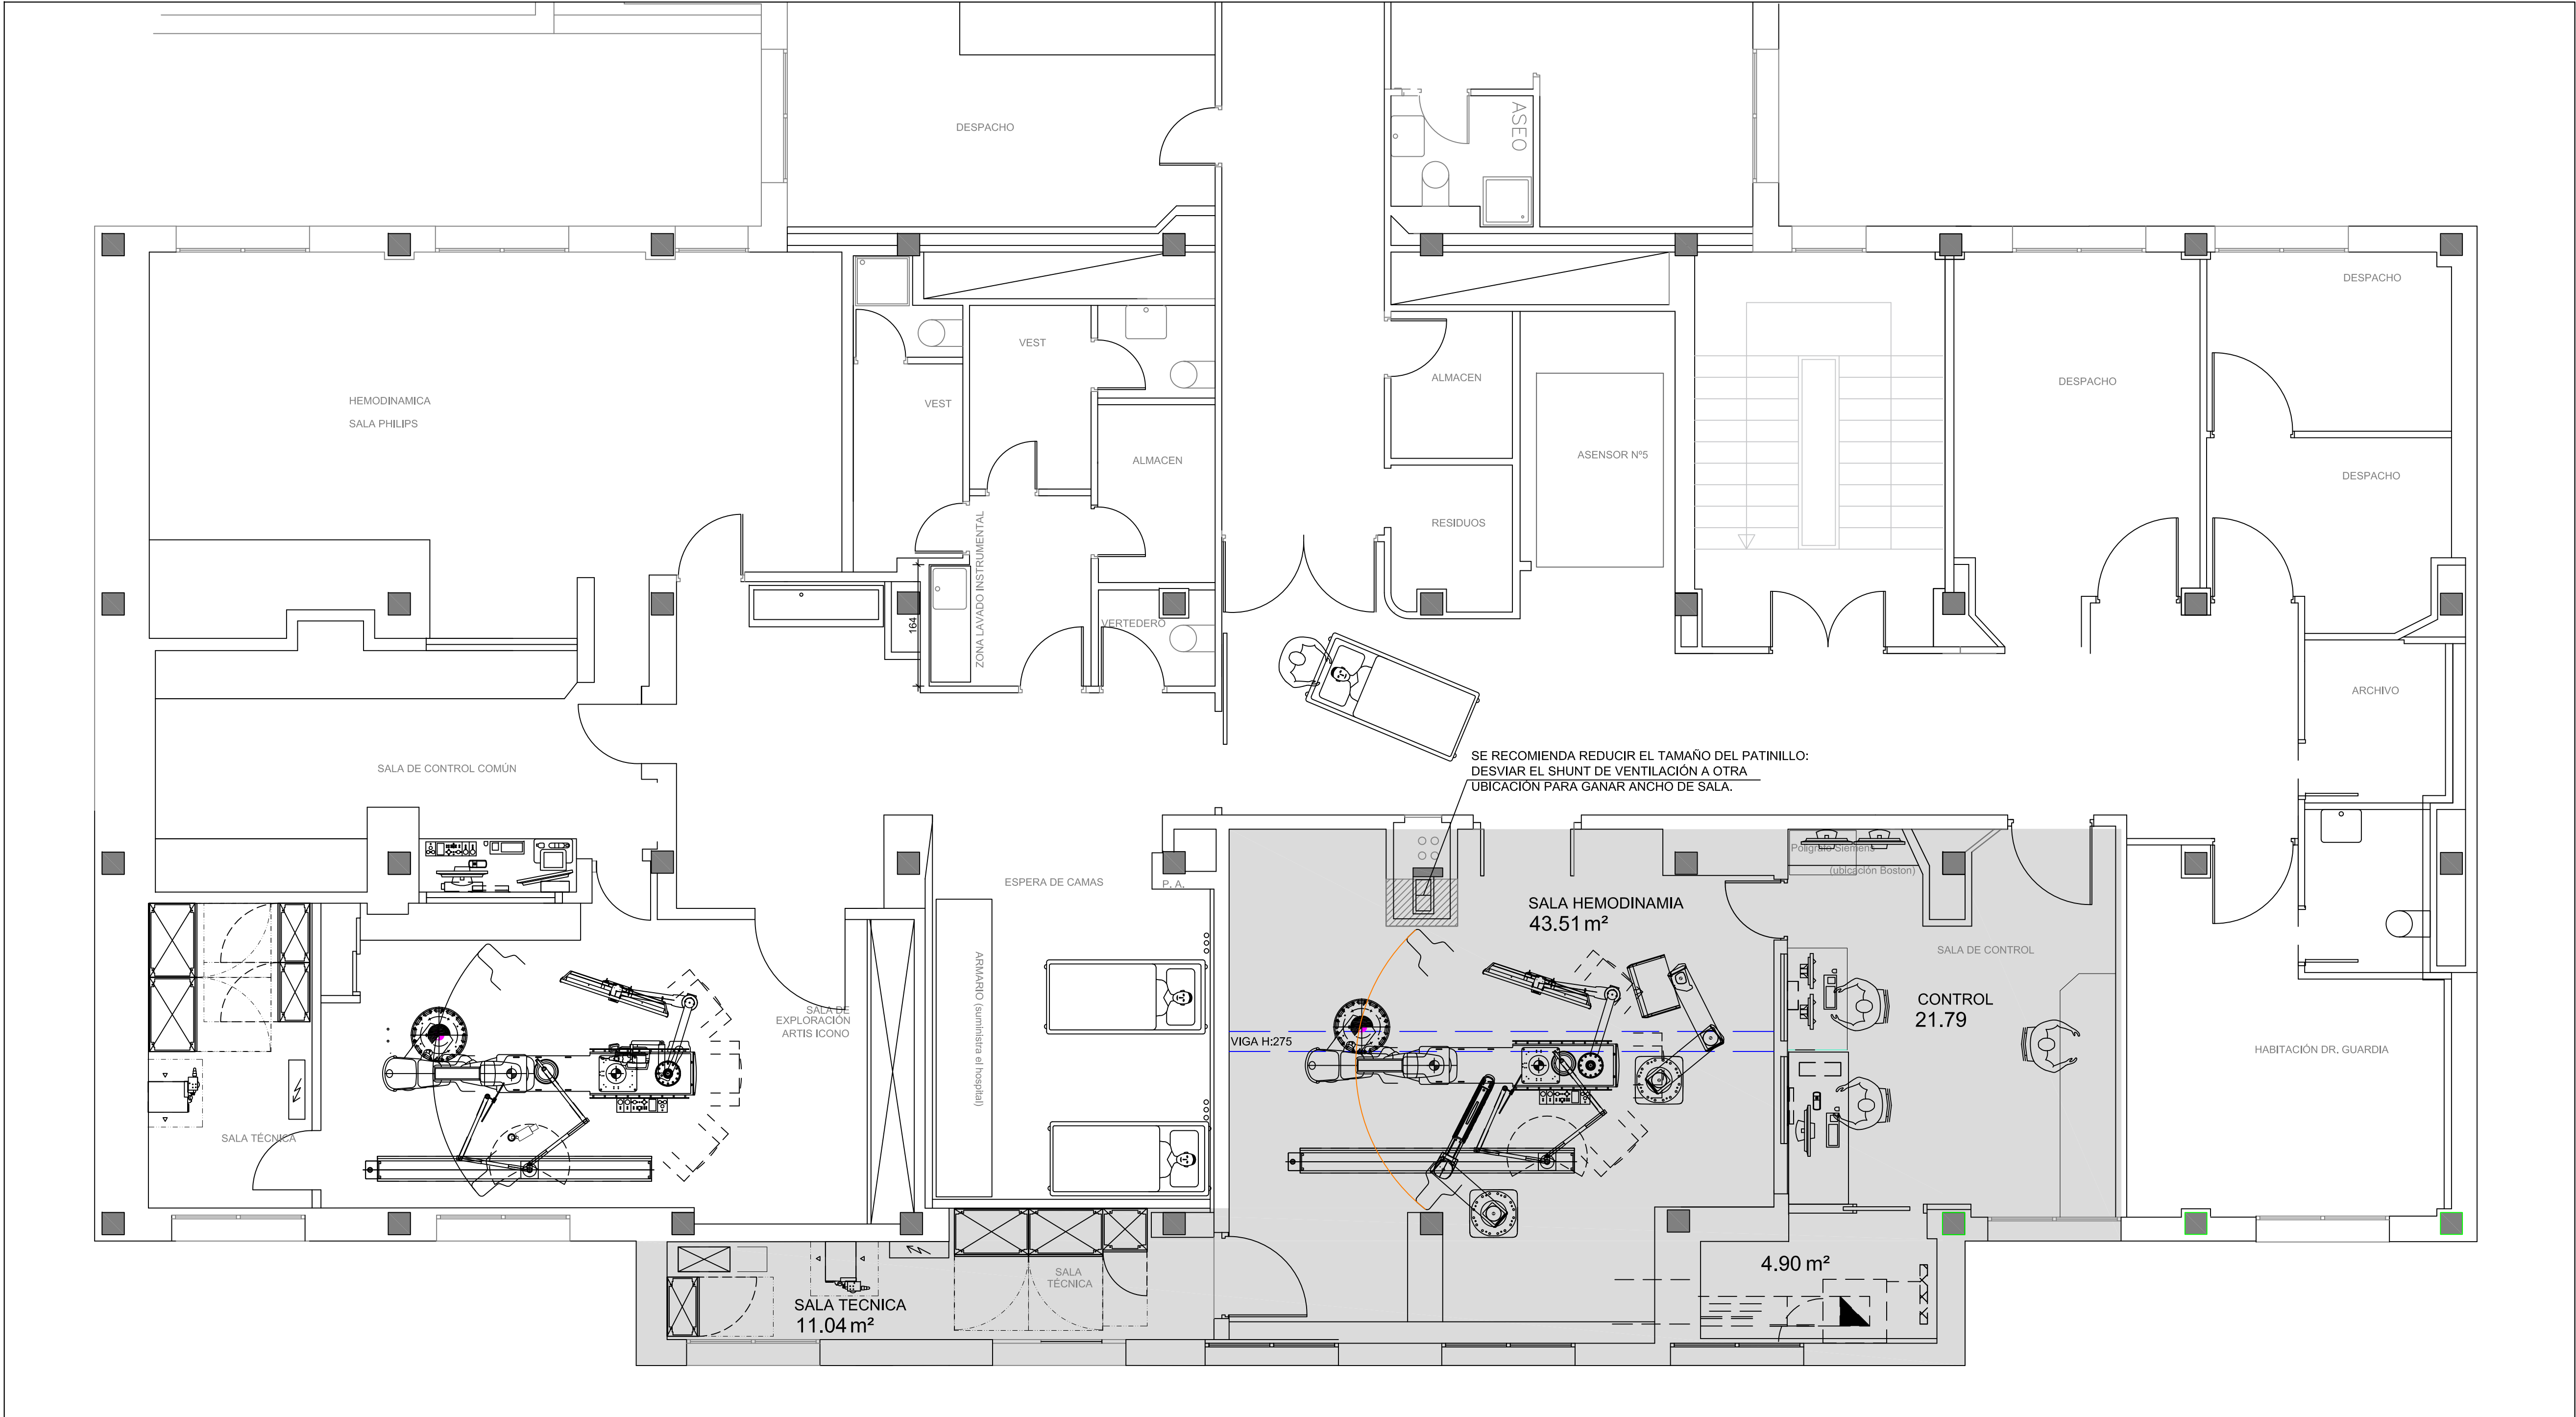 DESPACHO
ASEO
DESPACHO
HEMODINAMICA
SALA PHILIPS
VEST
VEST
ALMACEN
ALMACEN
ASENSOR Nº5
DESPACHO
DESPACHO
RESIDUOS
ZONA LAVADO INSTRUMENTAL
164
VERTEDERO
ARCHIVO
SALA DE CONTROL COMÚN
SE RECOMIENDA REDUCIR EL TAMAÑO DEL PATINILLO:
DESVIAR EL SHUNT DE VENTILACIÓN A OTRA
UBICACIÓN PARA GANAR ANCHO DE SALA.
Poligrafo Siemens
(ubicación Boston)
ESPERA DE CAMAS
P. A.
SALA HEMODINAMIA
43.51 m²
SALA DE CONTROL
ARMARIO (suministra el hospital)
SALA DE
EXPLORACIÓN
ARTIS ICONO
CONTROL
21.79
VIGA H:275
HABITACIÓN DR. GUARDIA
SALA TÉCNICA
SALA
TÉCNICA
4.90 m²
SALA TECNICA
11.04 m²